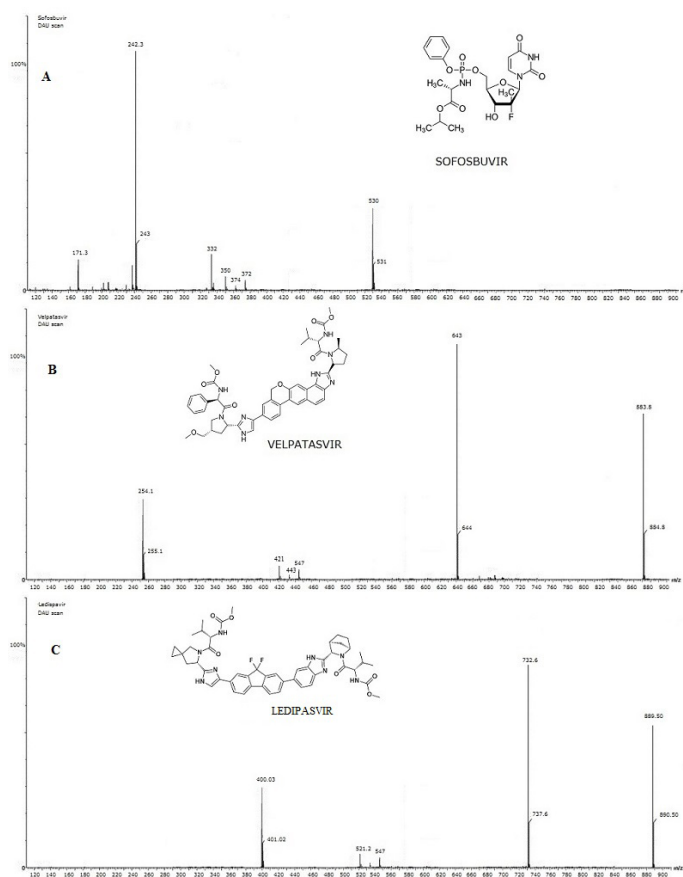 Sofosbuvir
DAU scan
100%
A
242.3
243
171.3
332
350
374
372
530
531
O
NH
N
O
O
P
O
O
NH
H₃C
O
O
H₃C
CH₃
O
CH₃
HO
F
SOFOSBUVIR
120 140 160 180 200 220 240 260 280 300 320 340 360 380 400 420 440 460 480 500 520 540 560 580 600 620 640 660 680 700 720 740 760 780 800 820 840 860 880 900
Velpatasvir
DAU scan
100%
B
254.1
255.1
421
443
547
643
644
883.8
884.8
VELPATASVIR
120 140 160 180 200 220 240 260 280 300 320 340 360 380 400 420 440 460 480 500 520 540 560 580 600 620 640 660 680 700 720 740 760 780 800 820 840 860 880 900 m/z
DAU scan
100%
C
400.03
401.02
521.2
547
732.6
737.6
889.50
890.50
LEDIPASVIR
120 140 160 180 200 220 240 260 280 300 320 340 360 380 400 420 440 460 480 500 520 540 560 580 600 620 640 660 680 700 720 740 760 780 800 820 840 860 880 900 m/z